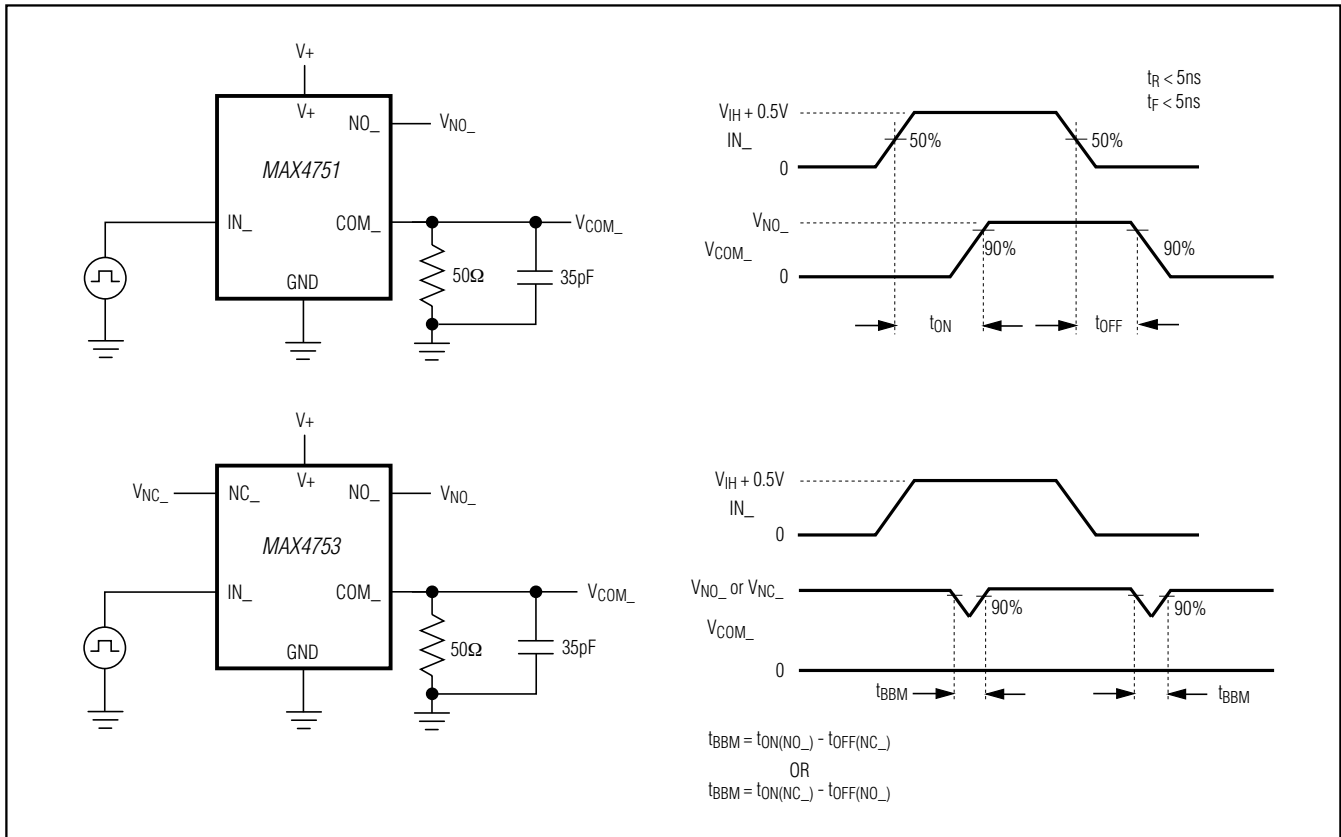 V+
V+
NO_
V_NO_
MAX4751
IN_
COM_
V_COM_
GND
50Ω
35pF
t_R < 5ns
t_F < 5ns
V_IH + 0.5V
IN_
50%
50%
0
V_NO_
V_COM_
90%
90%
0
t_ON
t_OFF
V+
V+
V_NC_
NC_
NO_
V_NO_
MAX4753
IN_
COM_
V_COM_
GND
50Ω
35pF
V_IH + 0.5V
IN_
0
V_NO_ or V_NC_
90%
90%
V_COM_
0
t_BBM
t_BBM
t_BBM = t_ON(NO_) - t_OFF(NC_)
OR
t_BBM = t_ON(NC_) - t_OFF(NO_)